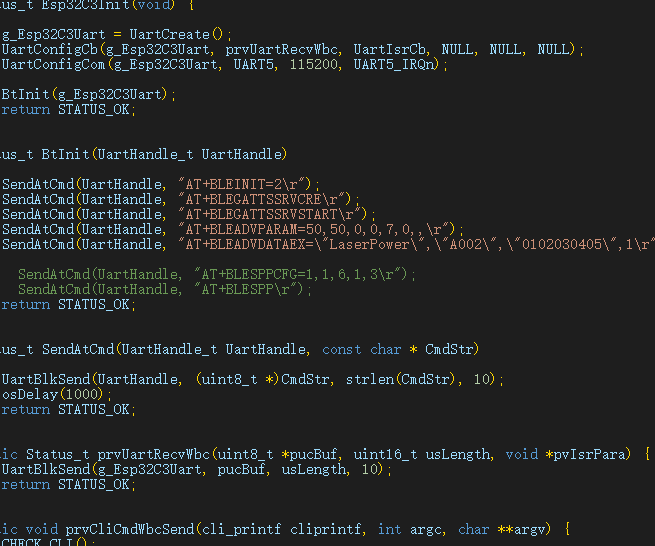 us_t Esp32C3Init(void) {
g_Esp32C3Uart = UartCreate();
UartConfigCb(g_Esp32C3Uart, prvUartRecvWbc, UartIsrCb, NULL, NULL, NULL);
UartConfigCom(g_Esp32C3Uart, UART5, 115200, UART5_IRQn);
BtInit(g_Esp32C3Uart);
return STATUS_OK;
us_t BtInit(UartHandle_t UartHandle)
SendAtCmd(UartHandle, "AT+BLEINIT=2\r");
SendAtCmd(UartHandle, "AT+BLEGATTSSRVCRE\r");
SendAtCmd(UartHandle, "AT+BLEGATTSSRVSTART\r");
SendAtCmd(UartHandle, "AT+BLEADVPARAM=50,50,0,0,7,0,,\r");
SendAtCmd(UartHandle, "AT+BLEADVDATAEX=\"LaserPower\",\"A002\",\"0102030405\",1\r"
SendAtCmd(UartHandle, "AT+BLESPPCFG=1,1,6,1,3\r");
SendAtCmd(UartHandle, "AT+BLESPP\r");
return STATUS_OK;
us_t SendAtCmd(UartHandle_t UartHandle, const char * CmdStr)
UartBlkSend(UartHandle, (uint8_t *)CmdStr, strlen(CmdStr), 10);
osDelay(1000);
return STATUS_OK;
ic Status_t prvUartRecvWbc(uint8_t *pucBuf, uint16_t usLength, void *pvIsrPara) {
UartBlkSend(g_Esp32C3Uart, pucBuf, usLength, 10);
return STATUS_OK;
ic void prvCliCmdWbcSend(cli_printf cliprintf, int argc, char **argv) {
CHECK_CLI();